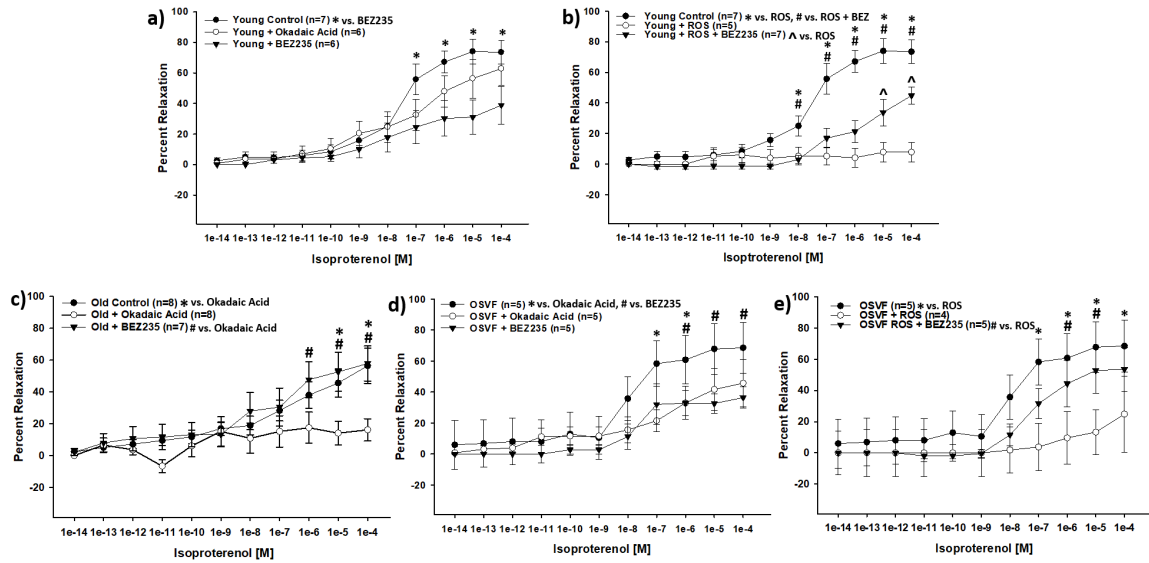 a)
Young Control (n=7) * vs. BEZ235
Young + Okadaic Acid (n=6)
Young + BEZ235 (n=6)
* * * *
100
80
60
40
20
0
20
Percent Relaxation
1e-14 1e-13 1e-12 1e-11 1e-10 1e-9 1e-8 1e-7 1e-6 1e-5 1e-4
Isoproterenol [M]
b)
Young Control (n=7) * vs. ROS, # vs. ROS + BEZ
Young + ROS (n=5)
Young + ROS + BEZ235 (n=7) ^ vs. ROS
* * * * *
# # # # #
^ ^
100
80
60
40
20
0
20
Percent Relaxation
1e-14 1e-13 1e-12 1e-11 1e-10 1e-9 1e-8 1e-7 1e-6 1e-5 1e-4
Isoprotrenol [M]
c)
Old Control (n=8) * vs. Okadaic Acid
Old + Okadaic Acid (n=8)
Old + BEZ235 (n=7) # vs. Okadaic Acid
* *
# # #
100
80
60
40
20
0
20
Percent Relaxation
1e-14 1e-13 1e-12 1e-11 1e-10 1e-9 1e-8 1e-7 1e-6 1e-5 1e-4
Isoproterenol [M]
d)
OSVF (n=5) * vs. Okadaic Acid, # vs. BEZ235
OSVF + Okadaic Acid (n=5)
OSVF + BEZ235 (n=5)
* *
# # #
100
80
60
40
20
0
20
Percent Relaxation
1e-14 1e-13 1e-12 1e-11 1e-10 1e-9 1e-8 1e-7 1e-6 1e-5 1e-4
Isoproterenol [M]
e)
OSVF (n=5) * vs. ROS
OSVF + ROS (n=4)
OSVF ROS + BEZ235 (n=5)# vs. ROS
* * * *
# #
100
80
60
40
20
0
20
Percent Relaxation
1e-14 1e-13 1e-12 1e-11 1e-10 1e-9 1e-8 1e-7 1e-6 1e-5 1e-4
Isoproterenol [M]